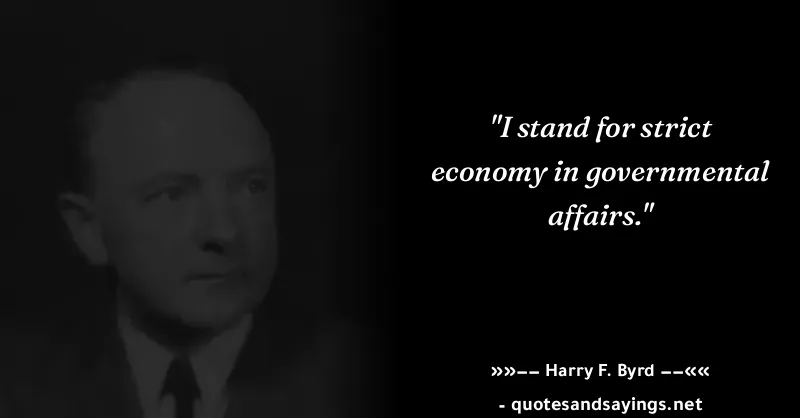 "I stand for strict
economy in governmental
affairs."
»»−− Harry F. Byrd −−««
- quotesandsayings.net